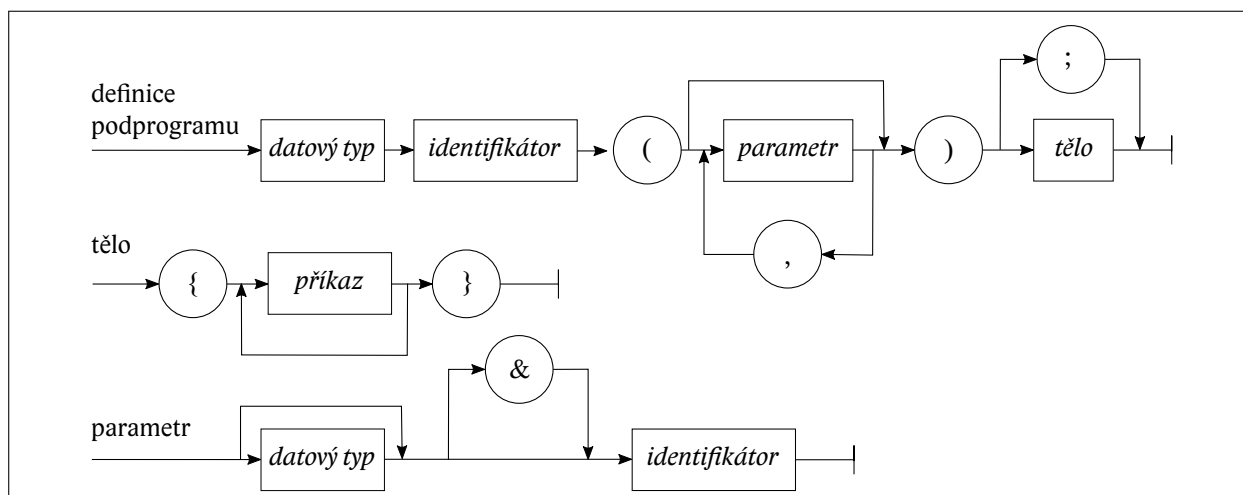 definice
podprogramu
datový typ identifikátor ( parametr ) ; tělo
,
tělo
{ příkaz }
&
parametr
datový typ identifikátor